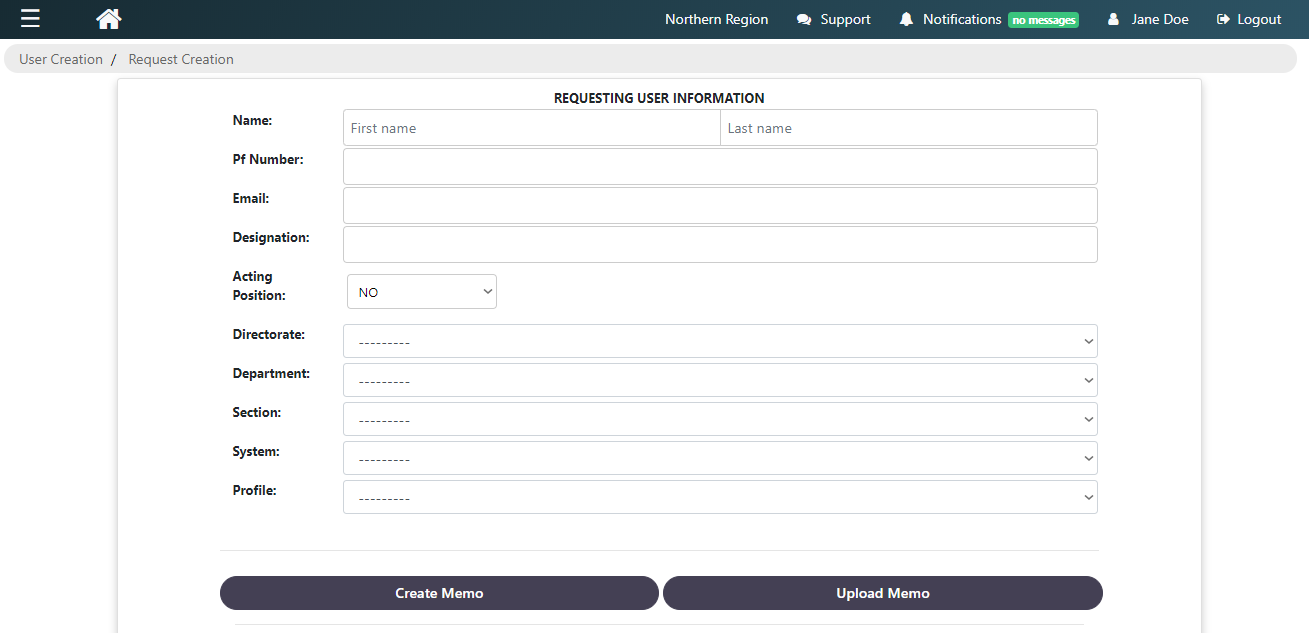 Northern Region Support Notifications no messages Jane Doe Logout
User Creation / Request Creation
REQUESTING USER INFORMATION
Name: First name Last name
Pf Number:
Email:
Designation:
Acting
Position: NO
Directorate: ---------
Department: ---------
Section: ---------
System: ---------
Profile: ---------
Create Memo Upload Memo